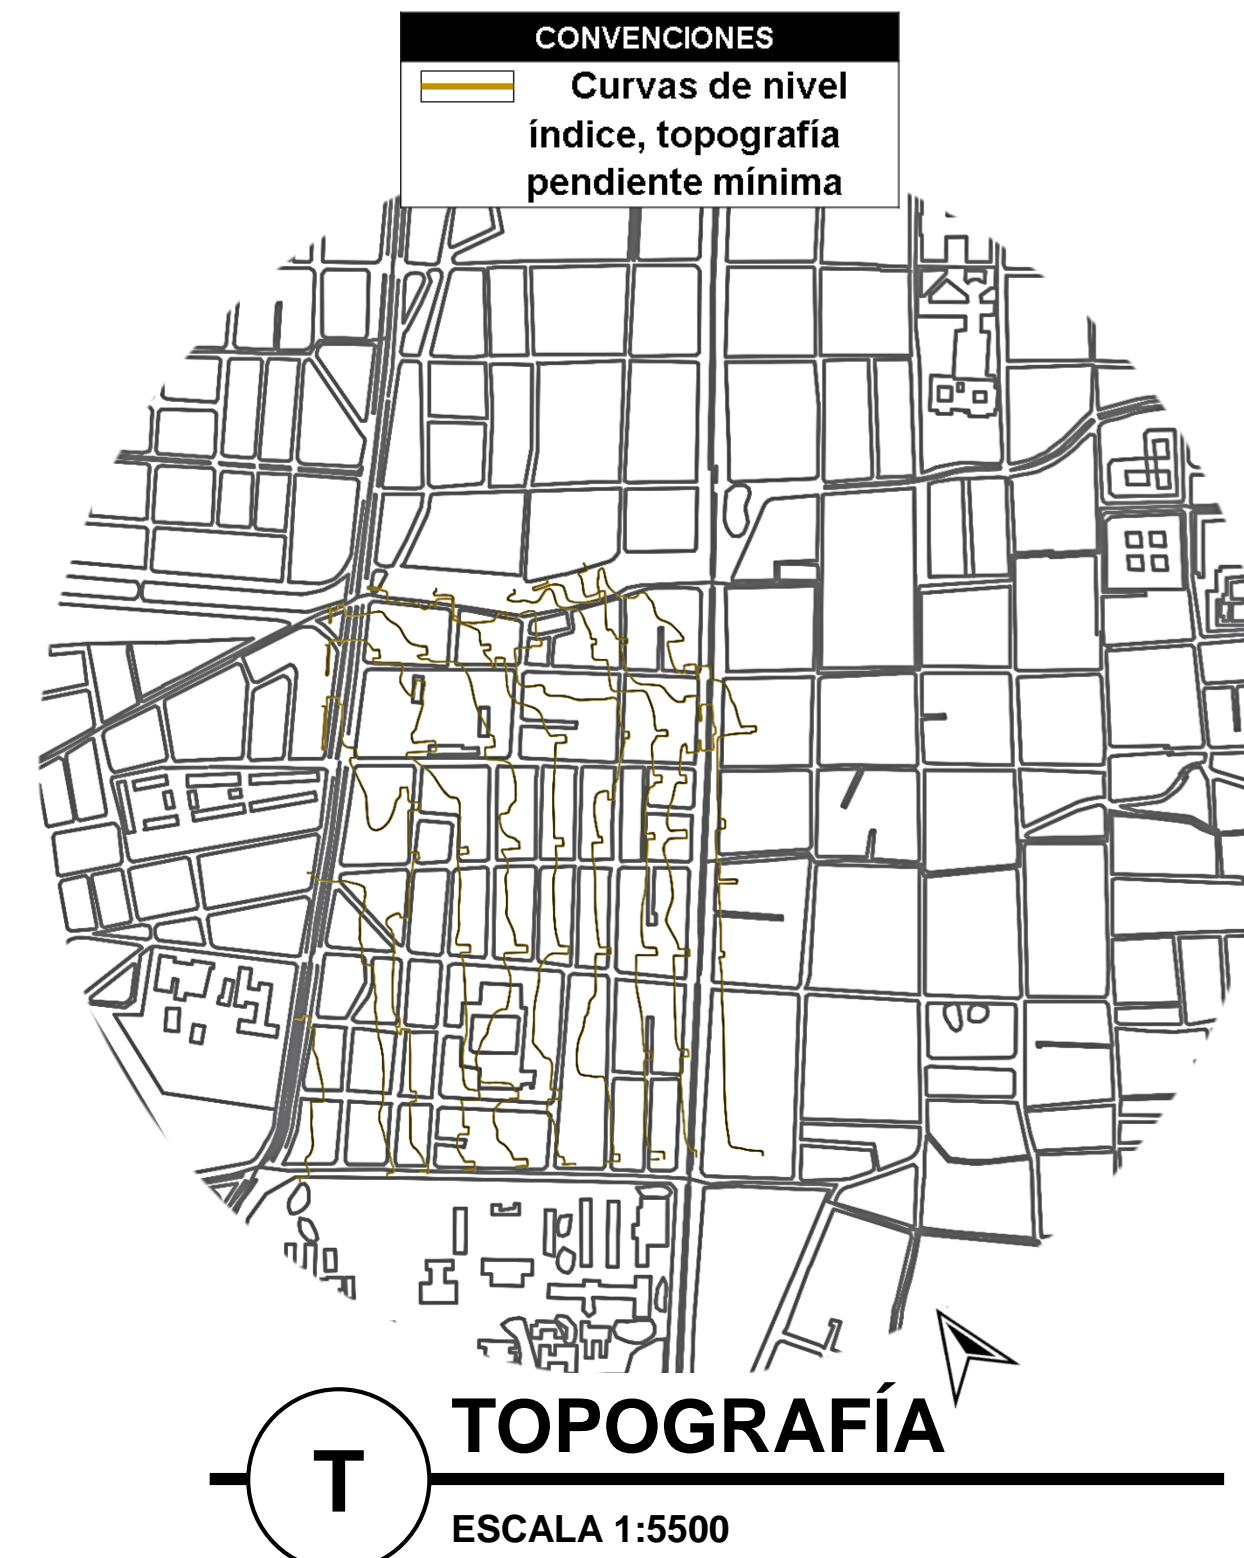 CONVENCIONES
Curvas de nivel
índice, topografía
pendiente mínima
TOPOGRAFÍA
T
ESCALA 1:5500